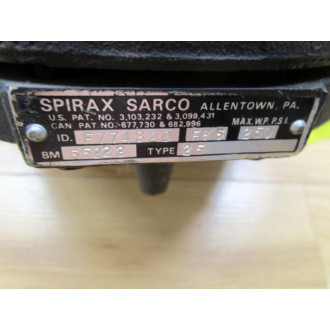 SPIRAX SARCO ALLENTOWN, PA.
U.S. PAT. NO. 3,103,232 & 3,099,431
CAN PAT NO. 677,730 & 682,996 MAX. W.P. P.S.I.
ID.
BM TYPE 25